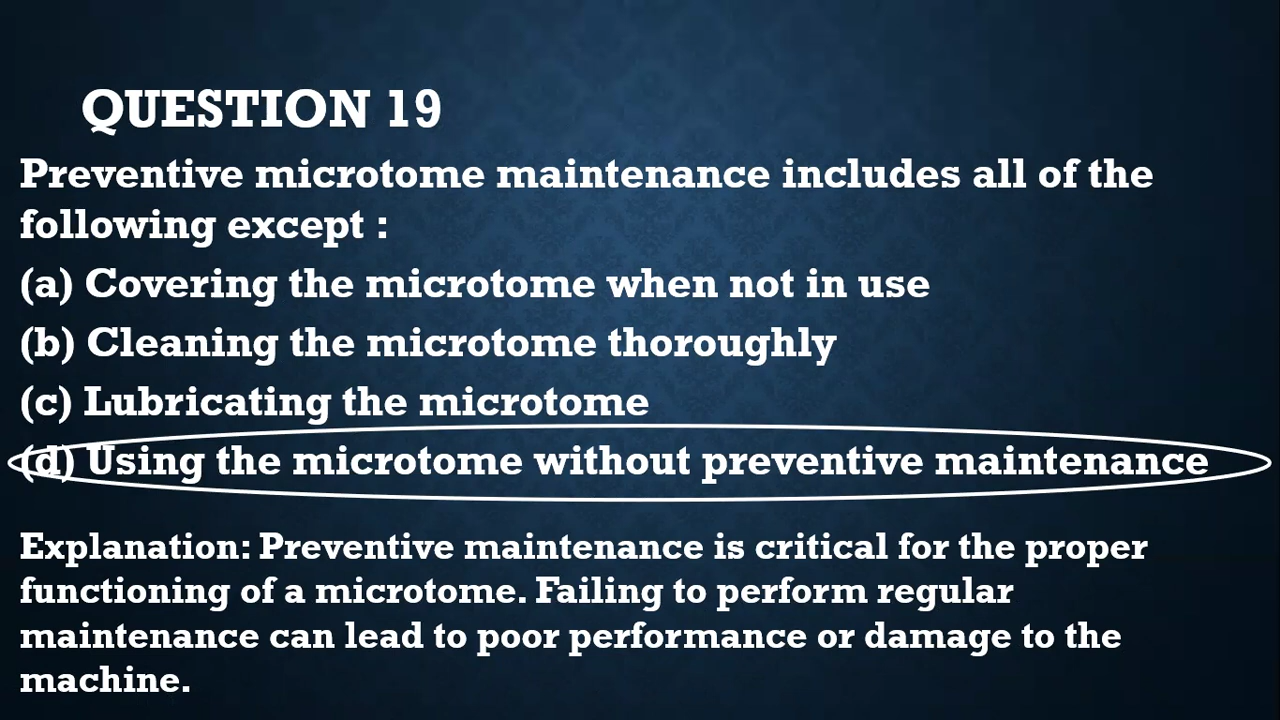 QUESTION 19
Preventive microtome maintenance includes all of the
following except :
(a) Covering the microtome when not in use
(b) Cleaning the microtome thoroughly
(c) Lubricating the microtome
(d) Using the microtome without preventive maintenance
Explanation: Preventive maintenance is critical for the proper
functioning of a microtome. Failing to perform regular
maintenance can lead to poor performance or damage to the
machine.